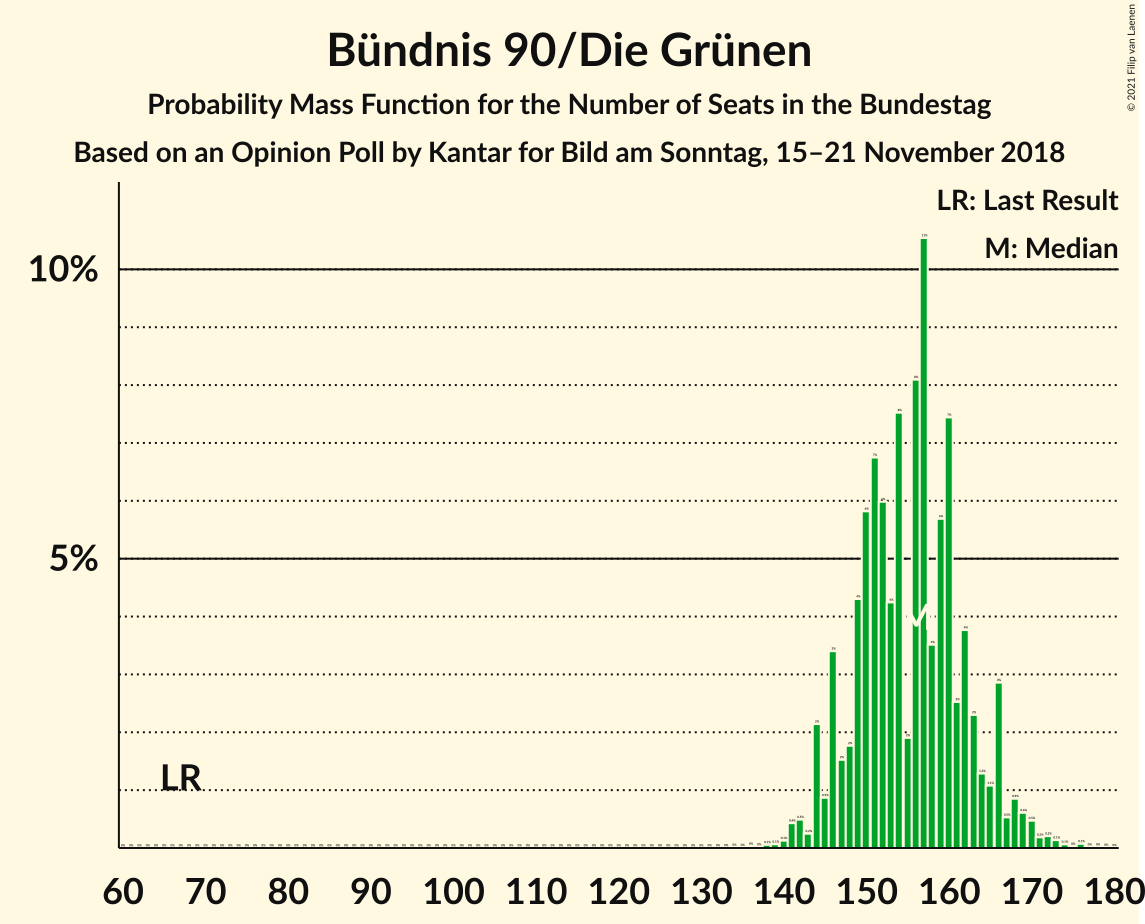 Bündnis 90/Die Grünen
Probability Mass Function for the Number of Seats in the Bundestag
Based on an Opinion Poll by Kantar for Bild am Sonntag, 15–21 November 2018
© 2021 Filip van Laenen
LR: Last Result
M: Median
10%
5%
LR
60 70 80 90 100 110 120 130 140 150 160 170 180